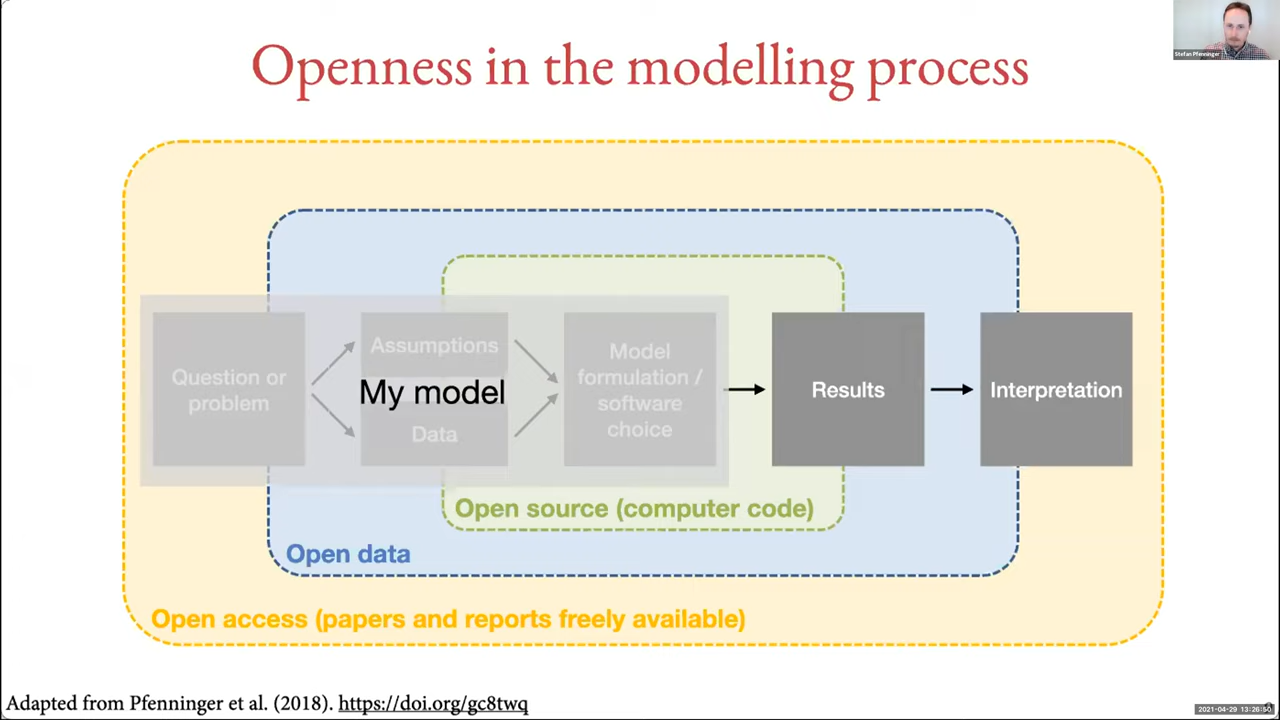 Openness in the modelling process
Stefan Pfenninger
Question or
problem
Assumptions
My model
Data
Model
formulation /
software
choice
Results
Interpretation
Open source (computer code)
Open data
Open access (papers and reports freely available)
Adapted from Pfenninger et al. (2018). https://doi.org/gc8twq
2021-04-29 13:26:50